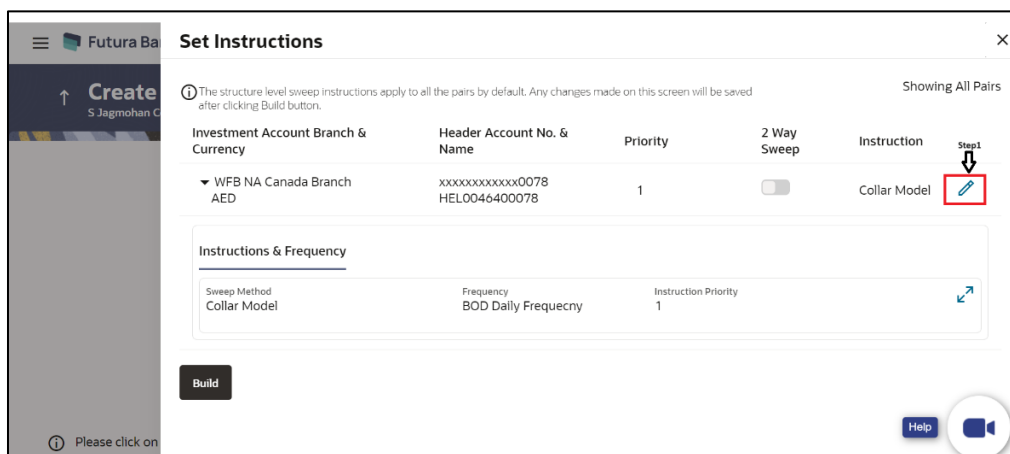 Futura Ba
Set Instructions
Create
S Jagmohan C
The structure level sweep instructions apply to all the pairs by default. Any changes made on this screen will be saved
after clicking Build button.
Showing All Pairs
Investment Account Branch &
Currency
Header Account No. &
Name
Priority
2 Way
Sweep
Instruction
Step1
WFB NA Canada Branch
AED
xxxxxxxxxxxx0078
HEL0046400078
1
Collar Model
Instructions & Frequency
Sweep Method
Collar Model
Frequency
BOD Daily Frequecny
Instruction Priority
1
Build
Help
Please click on